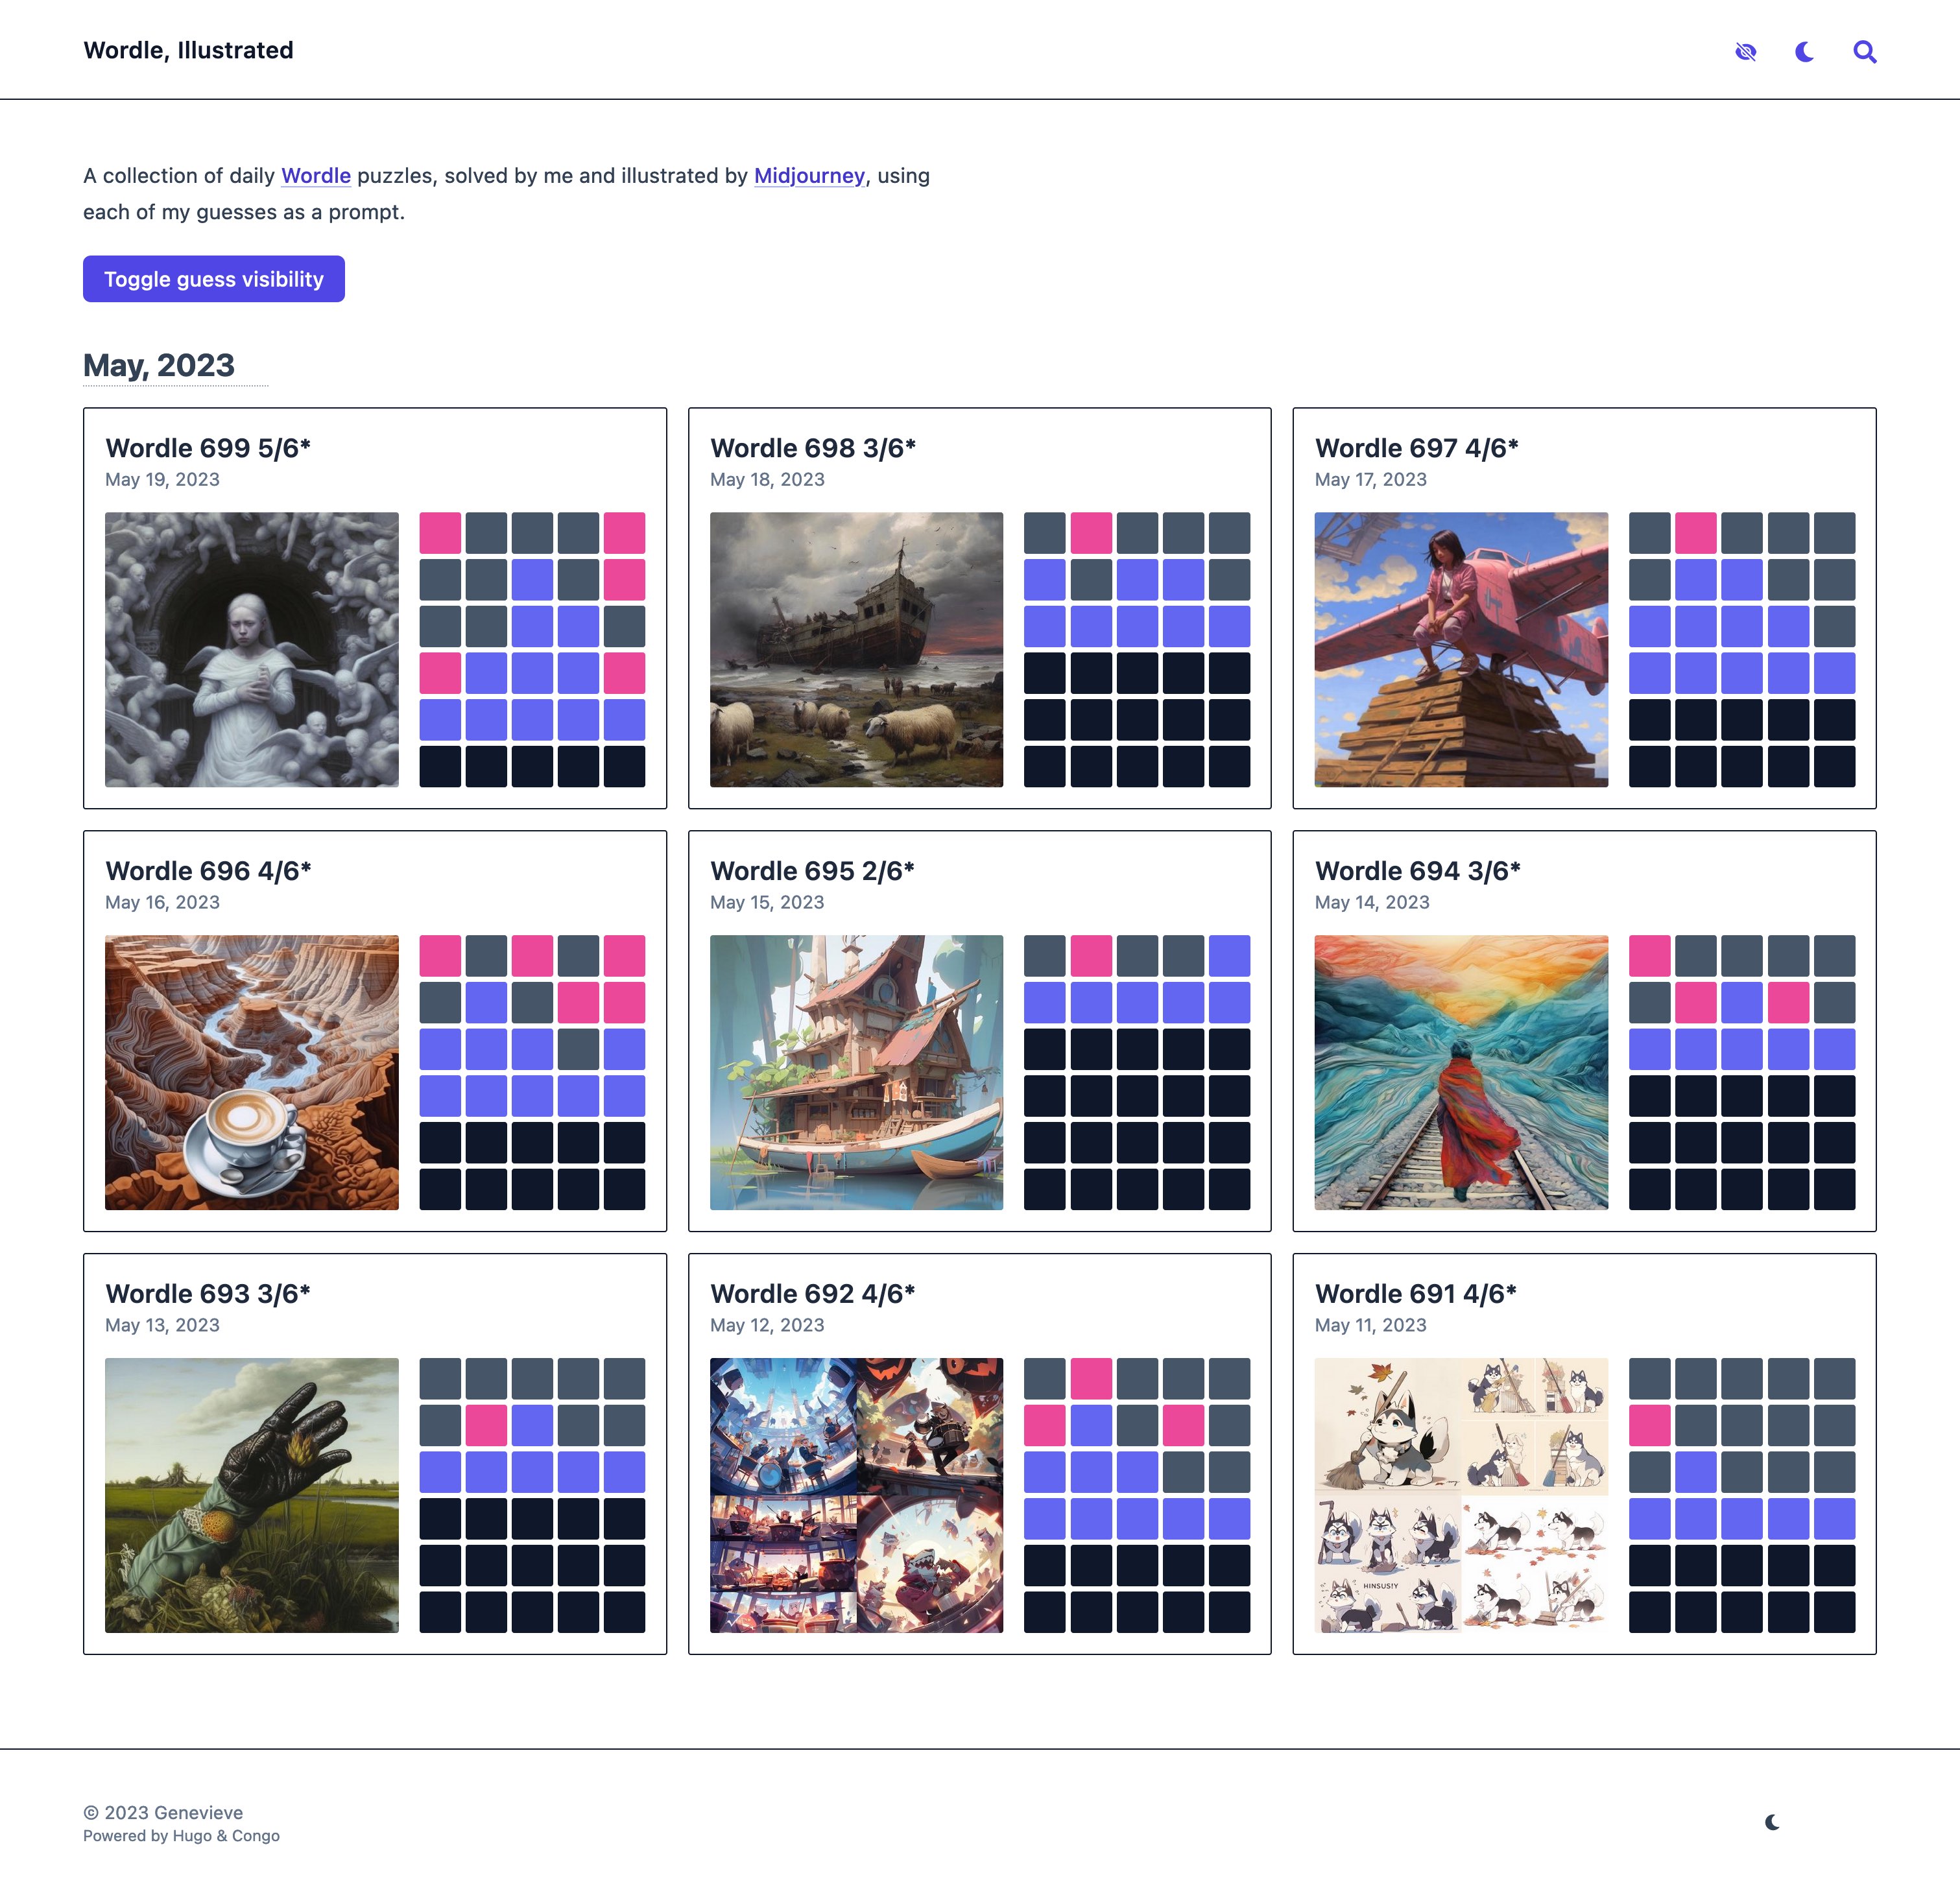 Wordle, Illustrated
A collection of daily Wordle puzzles, solved by me and illustrated by Midjourney, using
each of my guesses as a prompt.
Toggle guess visibility
May, 2023
Wordle 699 5/6*
May 19, 2023
Wordle 698 3/6*
May 18, 2023
Wordle 697 4/6*
May 17, 2023
Wordle 696 4/6*
May 16, 2023
Wordle 695 2/6*
May 15, 2023
Wordle 694 3/6*
May 14, 2023
Wordle 693 3/6*
May 13, 2023
Wordle 692 4/6*
May 12, 2023
Wordle 691 4/6*
May 11, 2023
HINSUS!Y
© 2023 Genevieve
Powered by Hugo & Congo